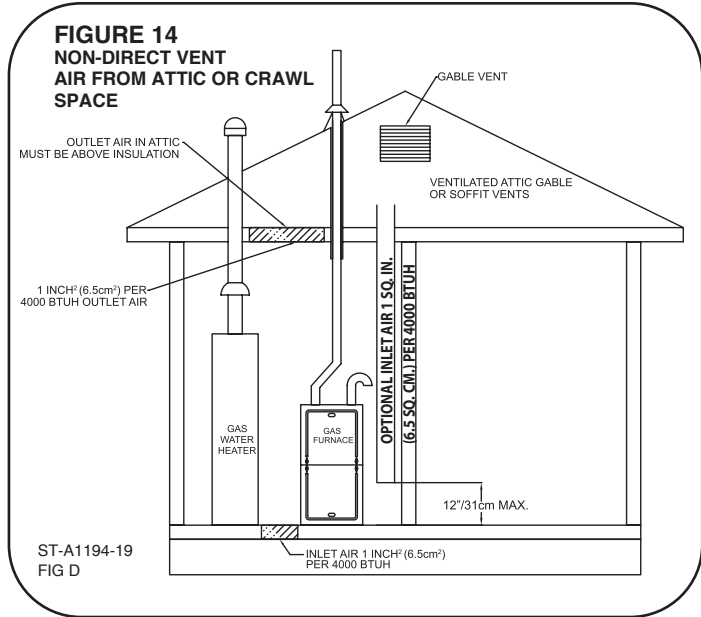 FIGURE 14
NON-DIRECT VENT
AIR FROM ATTIC OR CRAWL
SPACE
GABLE VENT
OUTLET AIR IN ATTIC
MUST BE ABOVE INSULATION
VENTILATED ATTIC GABLE
OR SOFFIT VENTS
1 INCH² (6.5cm²) PER
4000 BTUH OUTLET AIR
OPTIONAL INLET AIR 1 SQ. IN.
(6.5 SQ. CM.) PER 4000 BTUH
GAS
WATER
HEATER
GAS
FURNACE
12"/31cm MAX.
INLET AIR 1 INCH² (6.5cm²)
PER 4000 BTUH
ST-A1194-19
FIG D